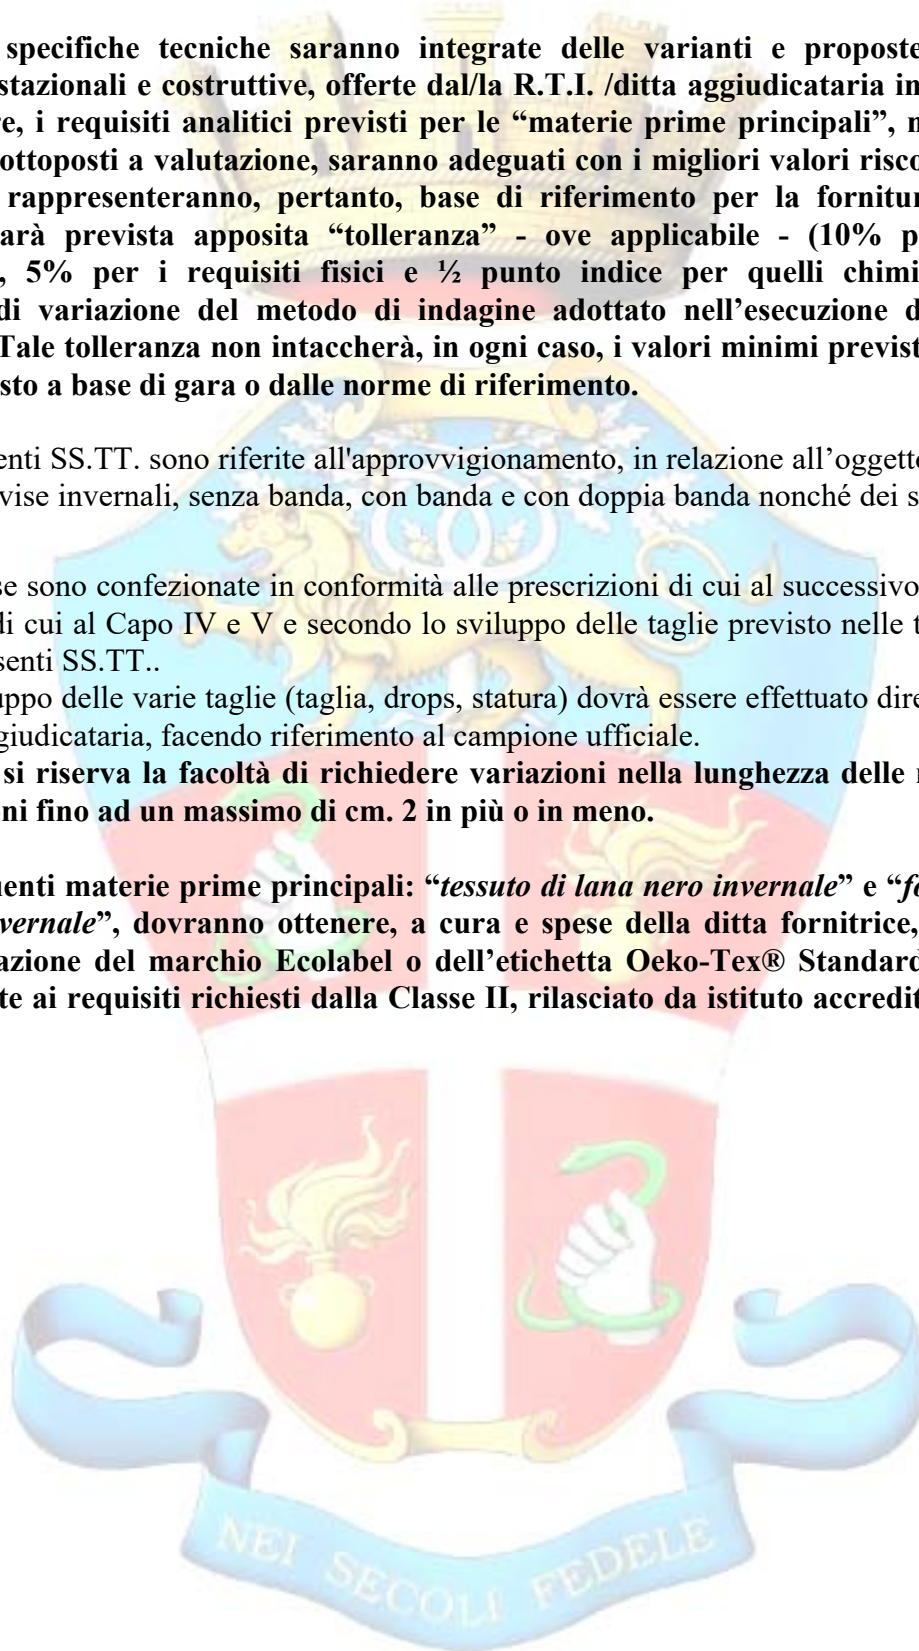 specifiche tecniche saranno integrate delle varianti e proposte
stazionali e costruttive, offerte dal/la R.T.I. /ditta aggiudicataria in
e, i requisiti analitici previsti per le “materie prime principali”,
ottoposti a valutazione, saranno adeguati con i migliori valori risco
rappresenteranno, pertanto, base di riferimento per la fornitur
arà prevista apposita “tolleranza” - ove applicabile - (10% p
, 5% per i requisiti fisici e ½ punto indice per quelli chimi
di variazione del metodo di indagine adottato nell’esecuzione d
Tale tolleranza non intaccherà, in ogni caso, i valori minimi previst
sto a base di gara o dalle norme di riferimento.
enti SS.TT. sono riferite all'approvvigionamento, in relazione all’oggetto
vise invernali, senza banda, con banda e con doppia banda nonché dei s
se sono confezionate in conformità alle prescrizioni di cui al successivo
di cui al Capo IV e V e secondo lo sviluppo delle taglie previsto nelle t
senti SS.TT..
uppo delle varie taglie (taglia, drops, statura) dovrà essere effettuato dire
giudicataria, facendo riferimento al campione ufficiale.
si riserva la facoltà di richiedere variazioni nella lunghezza delle
ni fino ad un massimo di cm. 2 in più o in meno.
uenti materie prime principali: “tessuto di lana nero invernale” e “fo
vernale”, dovranno ottenere, a cura e spese della ditta fornitrice,
azione del marchio Ecolabel o dell’etichetta Oeko-Tex® Standard
te ai requisiti richiesti dalla Classe II, rilasciato da istituto accredit
NEI SECOLI FEDELE